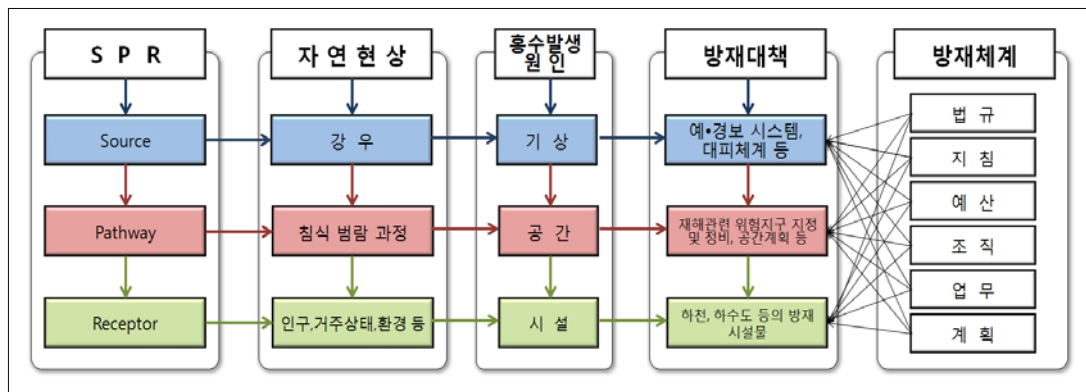 S P R
자 연 현 상
홍수발생
원 인
방재대책
방재체계
Source
강 우
기 상
예•경보 시스템,
대피체계 등
Pathway
침식 범람 과정
공 간
재해관련 위험지구 지정
및 정비, 공간계획 등
Receptor
인구,거주상태,환경 등
시 설
하천, 하수도 등의 방재
시설물
법 규
지 침
예 산
조 직
업 무
계 획